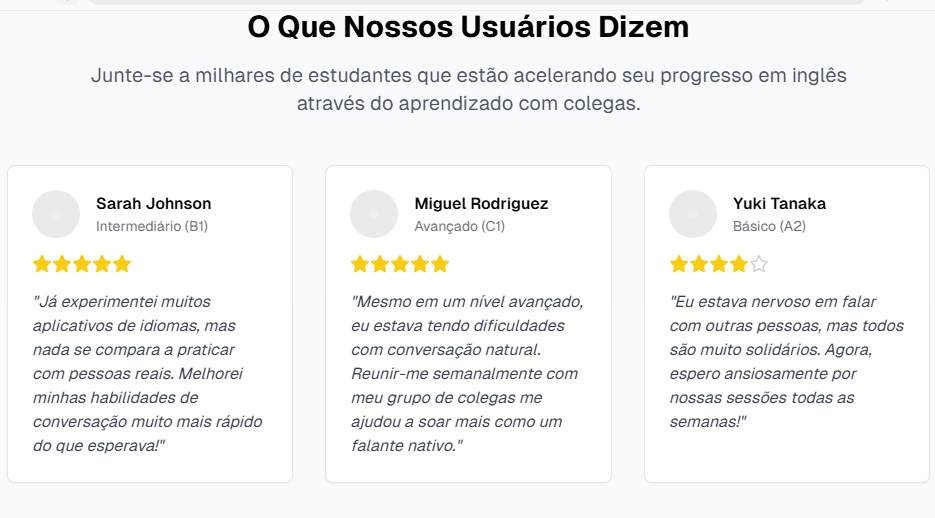 O Que Nossos Usuários Dizem
Junte-se a milhares de estudantes que estão acelerando seu progresso em inglês
através do aprendizado com colegas.
Sarah Johnson
Intermediário (B1)
"Já experimentei muitos
aplicativos de idiomas, mas
nada se compara a praticar
com pessoas reais. Melhorei
minhas habilidades de
conversação muito mais rápido
do que esperava!"
Miguel Rodriguez
Avançado (C1)
"Mesmo em um nível avançado,
eu estava tendo dificuldades
com conversação natural.
Reunir-me semanalmente com
meu grupo de colegas me
ajudou a soar mais como um
falante nativo."
Yuki Tanaka
Básico (A2)
"Eu estava nervoso em falar
com outras pessoas, mas todos
são muito solidários. Agora,
espero ansiosamente por
nossas sessões todas as
semanas!"